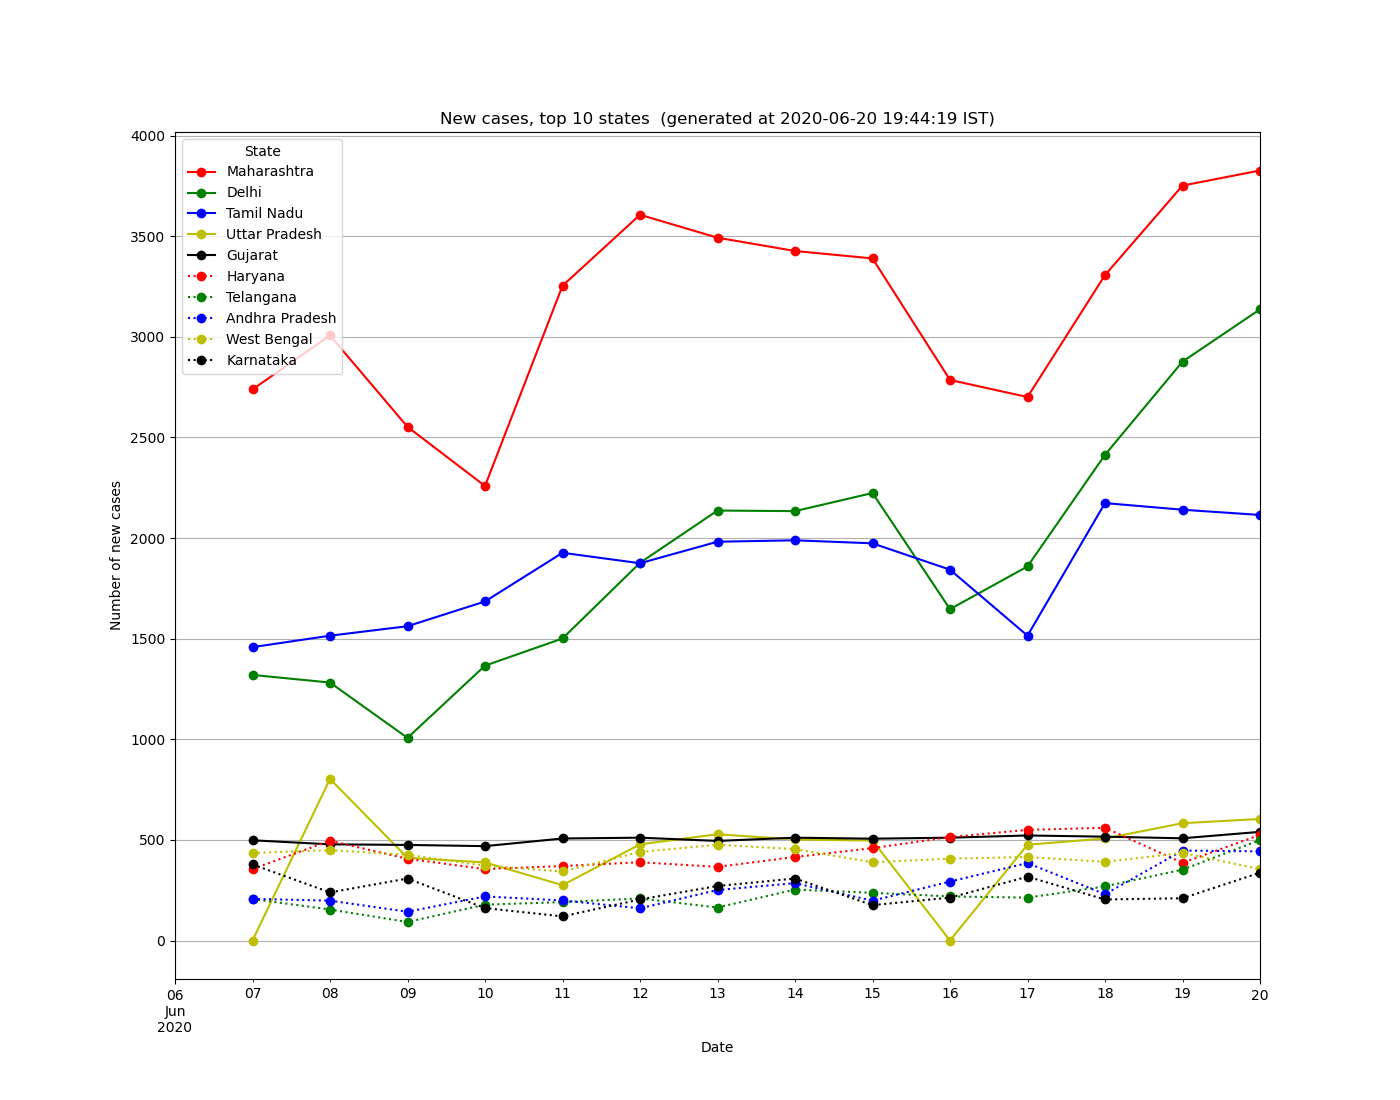 New cases, top 10 states  (generated at 2020-06-20 19:44:19 IST)
State
Maharashtra
Delhi
Tamil Nadu
Uttar Pradesh
Gujarat
Haryana
Telangana
Andhra Pradesh
West Bengal
Karnataka
4000
3500
3000
2500
2000
1500
1000
500
0
Number of new cases
06 07 08 09 10 11 12 13 14 15 16 17 18 19 20
Jun
2020
Date